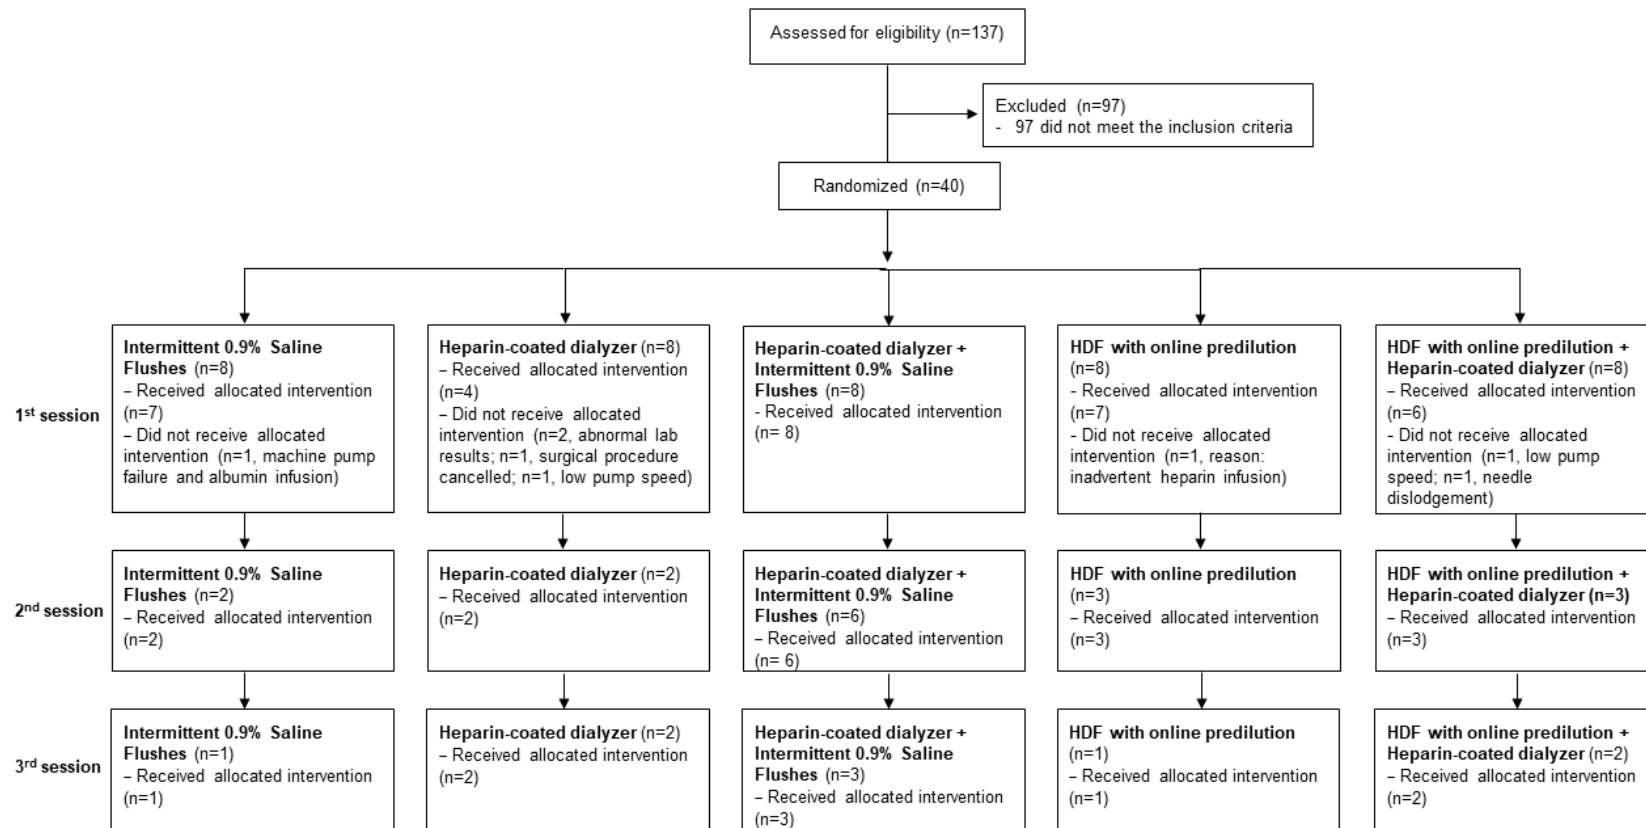 Assessed for eligibility (n=137)
Excluded (n=97)
- 97 did not meet the inclusion criteria
Randomized (n=40)
1st session
Intermittent 0.9% Saline
Flushes (n=8)
– Received allocated intervention
(n=7)
– Did not receive allocated
intervention (n=1, machine pump
failure and albumin infusion)
Heparin-coated dialyzer (n=8)
– Received allocated intervention
(n=4)
– Did not receive allocated
intervention (n=2, abnormal lab
results; n=1, surgical procedure
cancelled; n=1, low pump speed)
Heparin-coated dialyzer +
Intermittent 0.9% Saline
Flushes (n=8)
- Received allocated intervention
(n= 8)
HDF with online predilution
(n=8)
– Received allocated intervention
(n=7)
– Did not receive allocated
intervention (n=1, reason:
inadvertent heparin infusion)
HDF with online predilution +
Heparin-coated dialyzer (n=8)
– Received allocated intervention
(n=6)
– Did not receive allocated
intervention (n=1, low pump
speed; n=1, needle
dislodgement)
2nd session
Intermittent 0.9% Saline
Flushes (n=2)
– Received allocated intervention
(n=2)
Heparin-coated dialyzer (n=2)
– Received allocated intervention
(n=2)
Heparin-coated dialyzer +
Intermittent 0.9% Saline
Flushes (n=6)
– Received allocated intervention
(n= 6)
HDF with online predilution
(n=3)
– Received allocated intervention
(n=3)
HDF with online predilution +
Heparin-coated dialyzer (n=3)
– Received allocated intervention
(n=3)
3rd session
Intermittent 0.9% Saline
Flushes (n=1)
– Received allocated intervention
(n=1)
Heparin-coated dialyzer (n=2)
– Received allocated intervention
(n=2)
Heparin-coated dialyzer +
Intermittent 0.9% Saline
Flushes (n=3)
– Received allocated intervention
(n=3)
HDF with online predilution
(n=1)
– Received allocated intervention
(n=1)
HDF with online predilution +
Heparin-coated dialyzer (n=2)
– Received allocated intervention
(n=2)